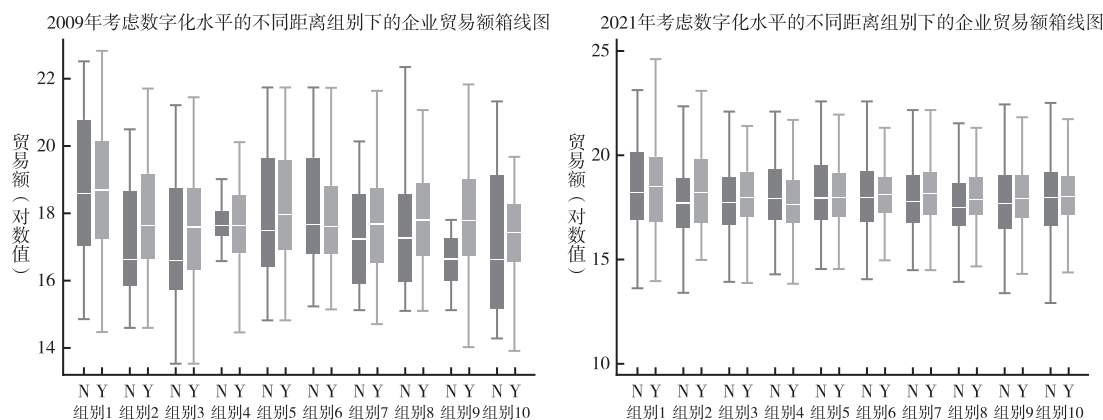 2009年考虑数字化水平的不同距离组别下的企业贸易额箱线图
22
20
18
16
14
贸易额（对数值）
N Y N Y N Y N Y N Y N Y N Y N Y N Y N Y
组别1 组别2 组别3 组别4 组别5 组别6 组别7 组别8 组别9 组别10
2021年考虑数字化水平的不同距离组别下的企业贸易额箱线图
25
20
15
10
贸易额（对数值）
N Y N Y N Y N Y N Y N Y N Y N Y N Y N Y
组别1 组别2 组别3 组别4 组别5 组别6 组别7 组别8 组别9 组别10